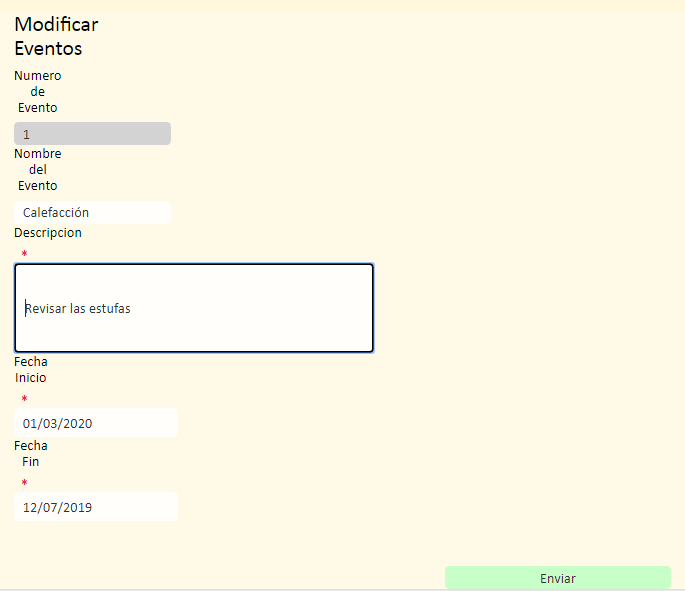 Modificar
Eventos
Numero
de
Evento
1
Nombre
del
Evento
Calefacción
Descripcion
*
Revisar las estufas
Fecha
Inicio
*
01/03/2020
Fecha
Fin
*
12/07/2019
Enviar